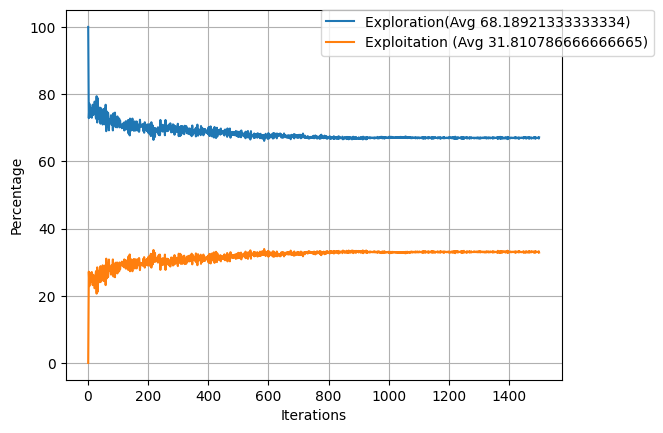 Exploration(Avg 68.18921333333334)
Exploitation (Avg 31.810786666666665)
100
80
60
40
20
0
Percentage
0 200 400 600 800 1000 1200 1400
Iterations